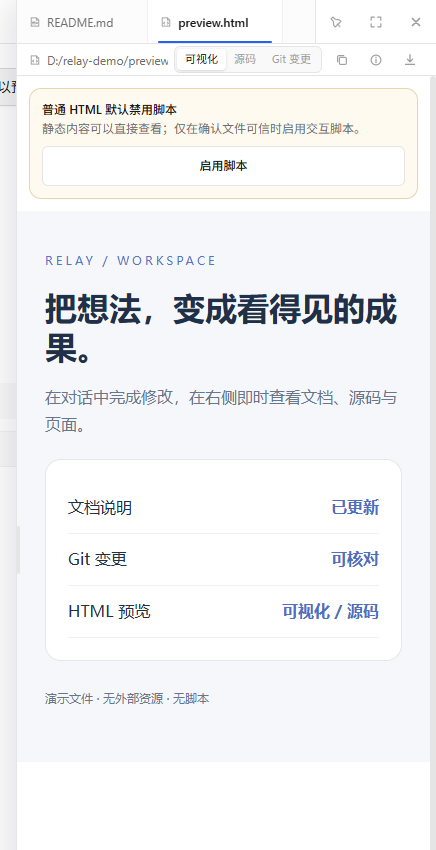 README.md
preview.html
D:/relay-demo/preview
可视化
源码
Git 变更
普通 HTML 默认禁用脚本
静态内容可以直接查看；仅在确认文件可信时启用交互脚本。
启用脚本
RELAY / WORKSPACE
把想法，变成看得见的成
果。
在对话中完成修改，在右侧即时查看文档、源码与
页面。
文档说明
已更新
Git 变更
可核对
HTML 预览
可视化 / 源码
演示文件 · 无外部资源 · 无脚本